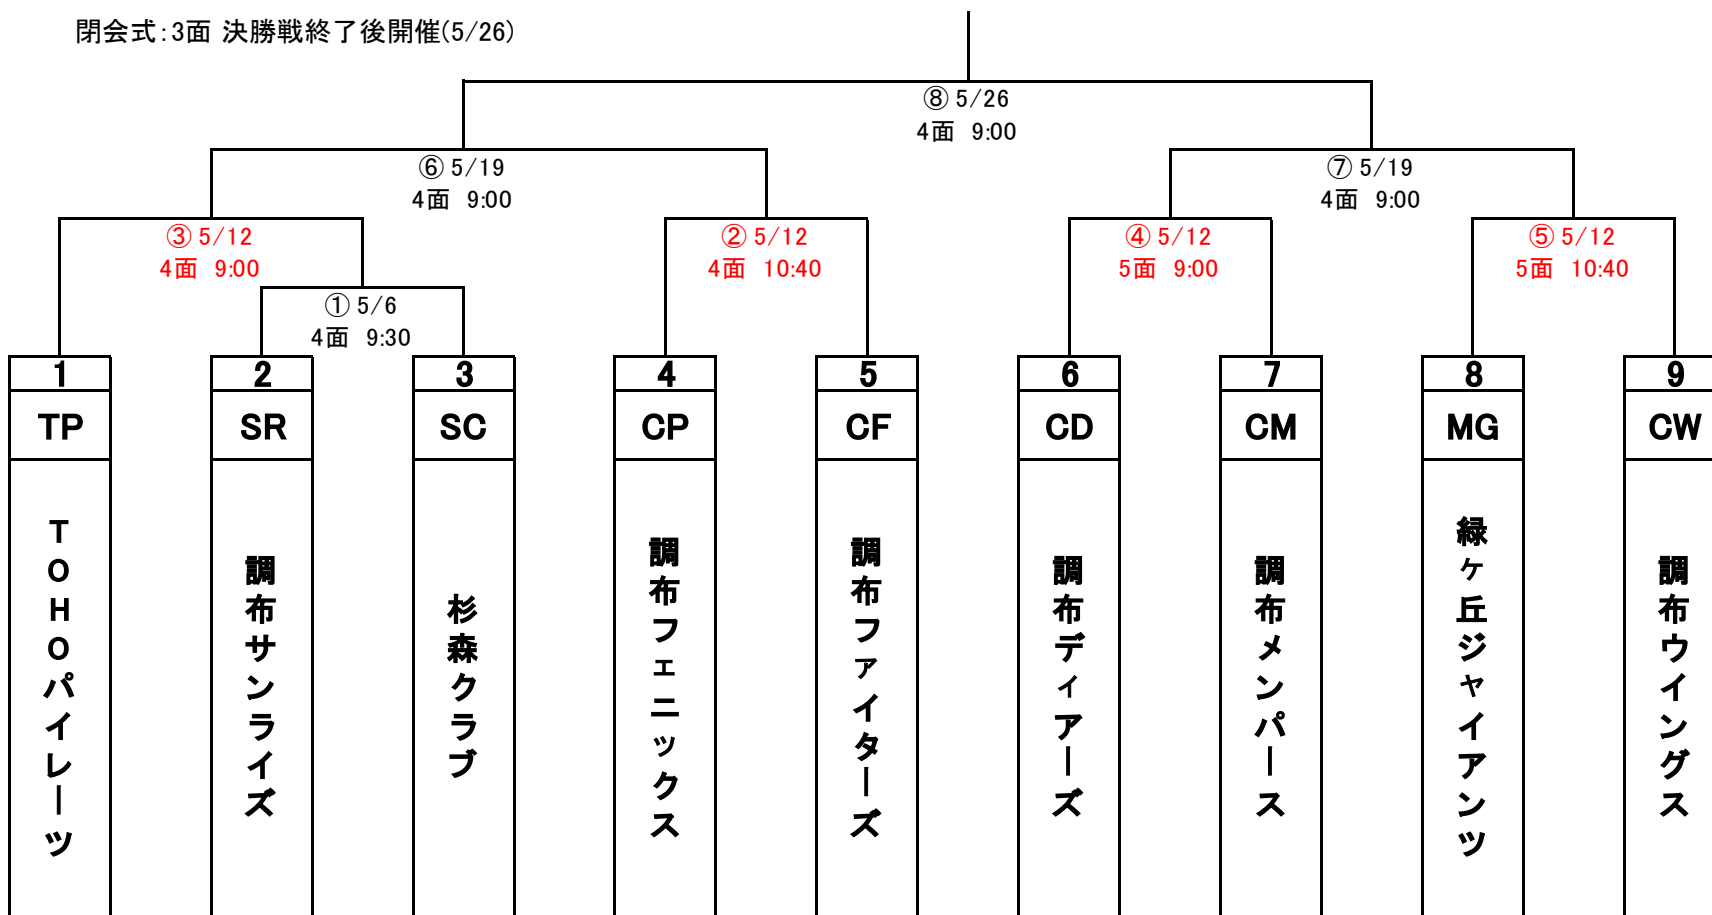 閉会式：3面 決勝戦終了後開催(5/26)
⑧ 5/26
4面 9:00
⑥ 5/19
4面 9:00
⑦ 5/19
4面 9:00
③ 5/12
4面 9:00
② 5/12
4面 10:40
④ 5/12
5面 9:00
⑤ 5/12
5面 10:40
① 5/6
4面 9:30
1
2
3
4
5
6
7
8
9
TP
SR
SC
CP
CF
CD
CM
MG
CW
TOHOパイレーツ
調布サンライズ
杉森クラブ
調布フェニックス
調布ファイターズ
調布ディアーズ
調布メンパース
緑ヶ丘ジャイアンツ
調布ウイングス